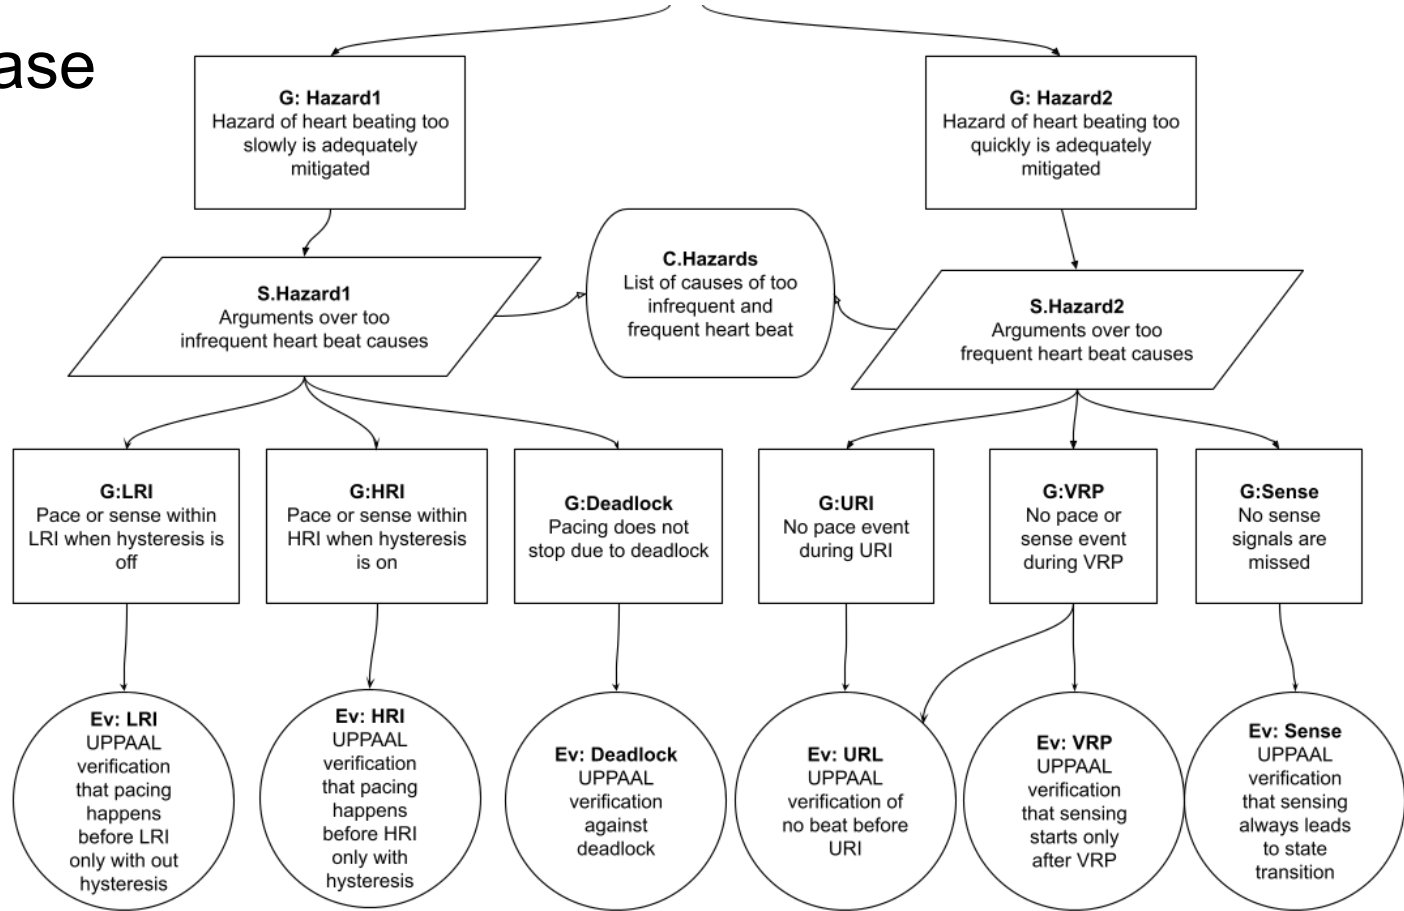 ase
G: Hazard1
Hazard of heart beating too
slowly is adequately
mitigated
G: Hazard2
Hazard of heart beating too
quickly is adequately
mitigated
C.Hazards
List of causes of too
infrequent and
frequent heart beat
S.Hazard1
Arguments over too
infrequent heart beat causes
S.Hazard2
Arguments over too
frequent heart beat causes
G:LRI
Pace or sense within
LRI when hysteresis is
off
G:HRI
Pace or sense within
HRI when hysteresis
is on
G:Deadlock
Pacing does not
stop due to deadlock
G:URI
No pace event
during URI
G:VRP
No pace or
sense event
during VRP
G:Sense
No sense
signals are
missed
Ev: LRI
UPPAAL
verification
that pacing
happens
before LRI
only with out
hysteresis
Ev: HRI
UPPAAL
verification
that pacing
happens
before HRI
only with
hysteresis
Ev: Deadlock
UPPAAL
verification
against
deadlock
Ev: URL
UPPAAL
verification of
no beat before
URI
Ev: VRP
UPPAAL
verification
that sensing
starts only
after VRP
Ev: Sense
UPPAAL
verification
that sensing
always leads
to state
transition